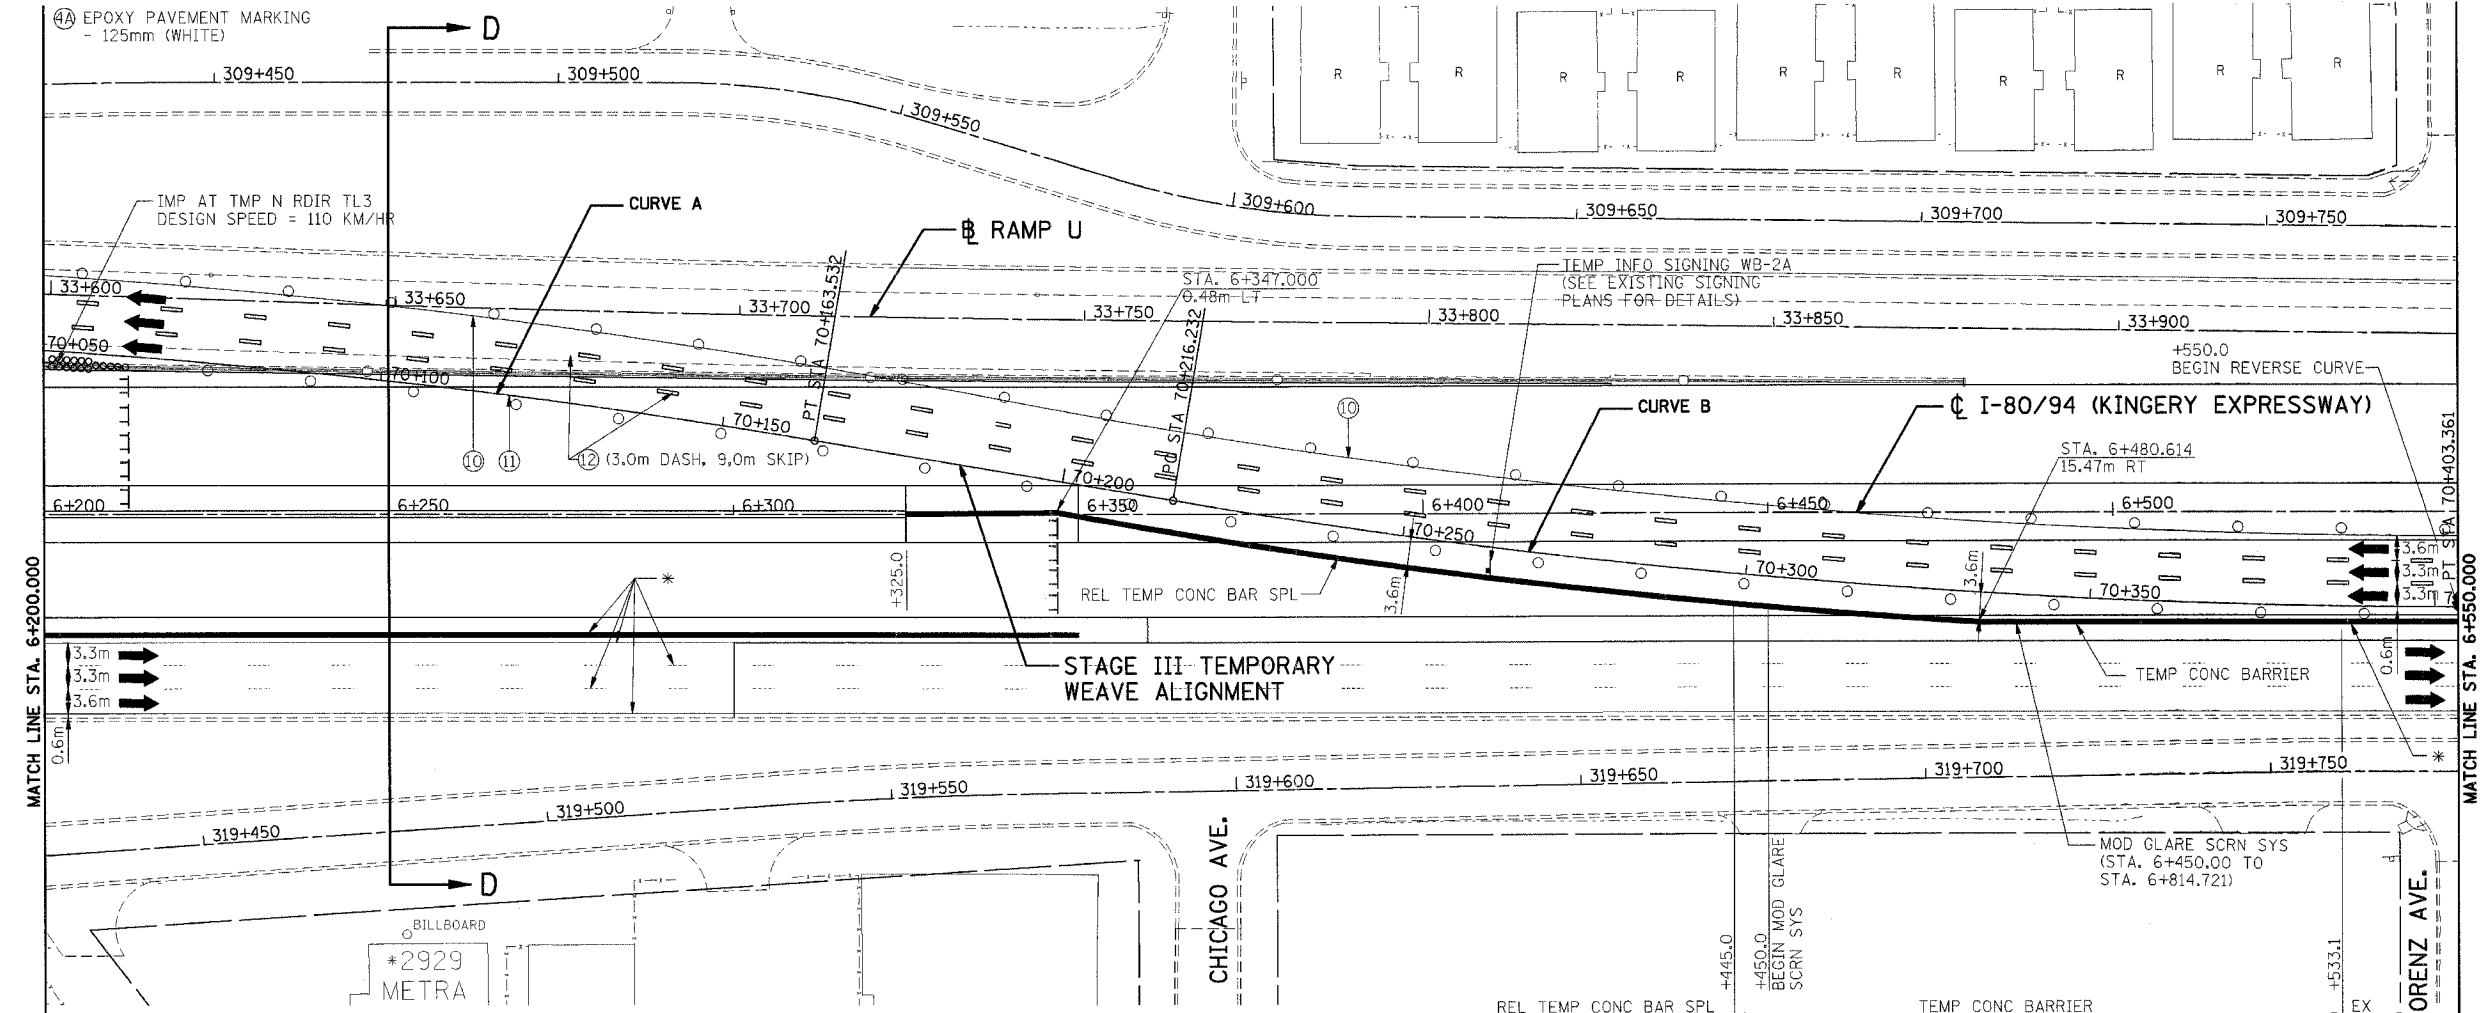 4A EPOXY PAVEMENT MARKING
- 125mm (WHITE)
D
309+450
309+500
309+550
309+600
309+650
309+700
309+750
R
R
R
R
R
R
R
R
R
R
IMP AT TMP N RDIR TL3
DESIGN SPEED = 110 KM/HR
CURVE A
℄ RAMP U
TEMP INFO SIGNING WB-2A
(SEE EXISTING SIGNING
PLANS FOR DETAILS)
STA. 6+347.000
0.48m LT
33+600
33+650
33+700
33+750
33+800
33+850
33+900
PT STA 70+163.532
PC STA 70+216.232
70+050
70+100
70+150
70+200
70+250
70+300
70+350
+550.0
BEGIN REVERSE CURVE
CURVE B
℄ I-80/94 (KINGERY EXPRESSWAY)
10
10
11
12 (3.0m DASH, 9.0m SKIP)
STA. 6+480.614
15.47m RT
PT STA 70+403.361
6+200
6+250
6+300
6+350
6+400
6+450
6+500
+325.0
*
REL TEMP CONC BAR SPL
3.6m
3.6m
3.6m
3.3m
3.3m
0.6m
MATCH LINE STA. 6+200.000
MATCH LINE STA. 6+550.000
3.3m
3.3m
3.6m
0.6m
STAGE III TEMPORARY
WEAVE ALIGNMENT
TEMP CONC BARRIER
*
319+450
319+500
319+550
319+600
319+650
319+700
319+750
D
MOD GLARE SCRN SYS
(STA. 6+450.00 TO
STA. 6+814.721)
BILLBOARD
*2929
METRA
CHICAGO AVE.
+445.0
+450.0
BEGIN MOD GLARE
SCRN SYS
+533.1
ORENZ AVE.
REL TEMP CONC BAR SPL
TEMP CONC BARRIER
EX